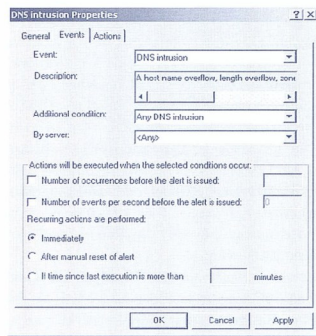 DNS intrusion Properties
General Events Actions
Event: DNS intrusion
Description: A host name overflow, length overflow, zone
Additional condition: Any DNS intrusion
By server: <Any>
Actions will be executed when the selected conditions occur:
Number of occurrences before the alert is issued:
Number of events per second before the alert is issued: 0
Recurring actions are performed:
Immediately
After manual reset of alert
If time since last execution is more than minutes
OK Cancel Apply